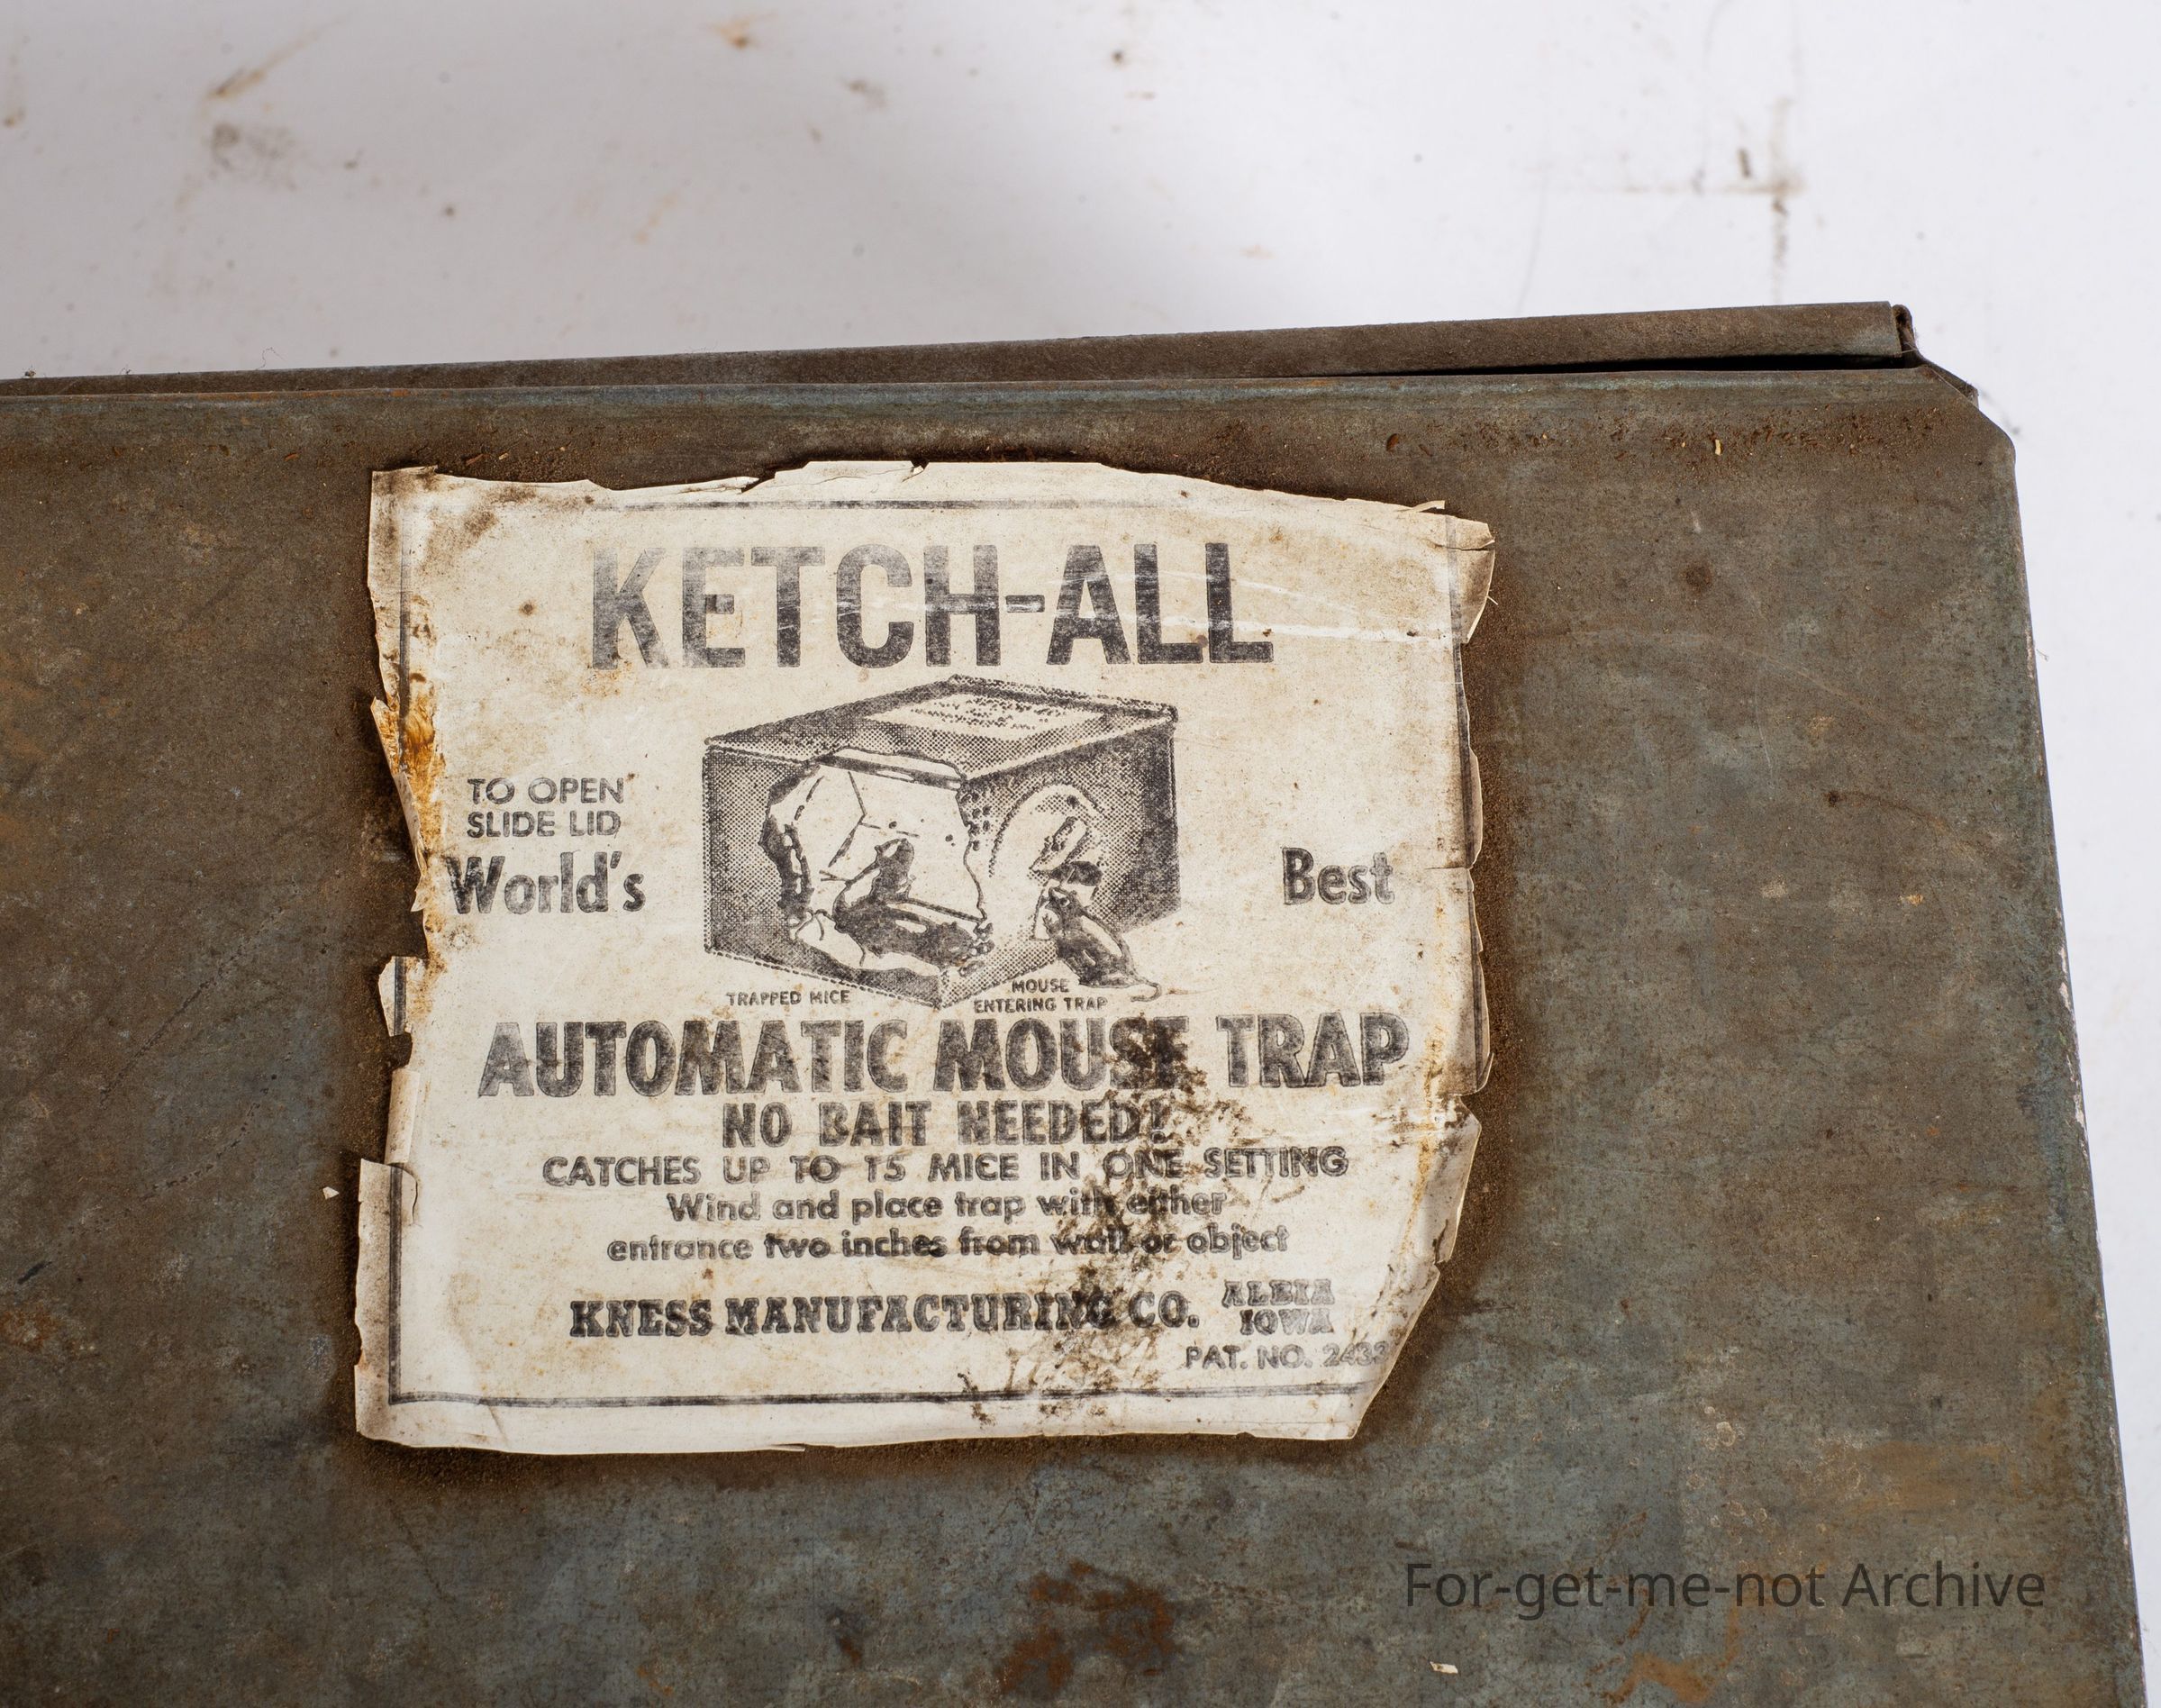 KETCH-ALL
TO OPEN
SLIDE LID
World's Best
TRAPPED MICE
MOUSE
ENTERING TRAP
AUTOMATIC MOUSE TRAP
NO BAIT NEEDED!
CATCHES UP TO 15 MICE IN ONE SETTING
Wind and place trap with either
entrance two inches from wall or object
KNESS MANUFACTURING CO. ALBIA
IOWA
PAT. NO.
For-get-me-not Archive